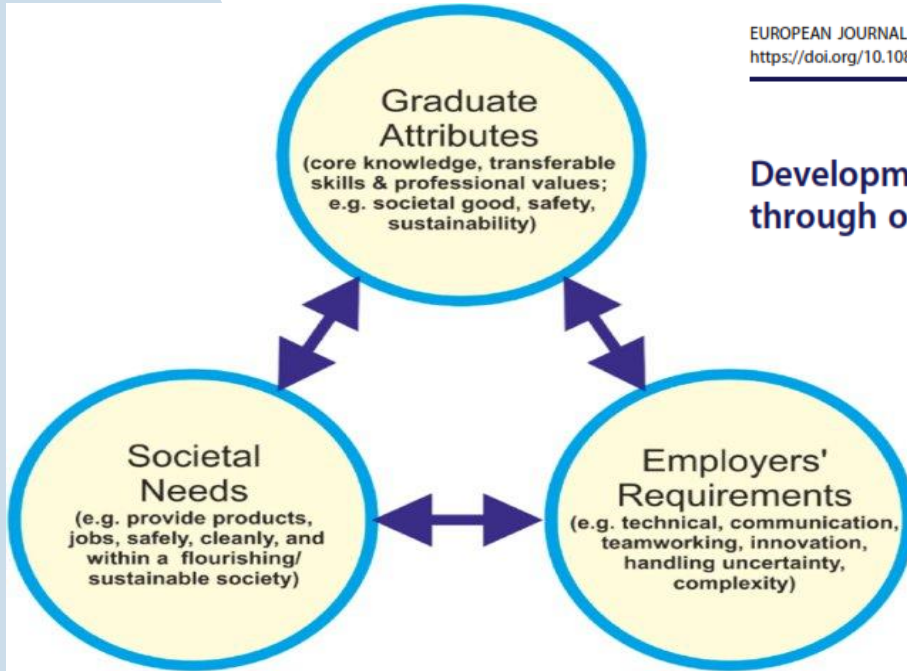 Graduate
Attributes
(core knowledge, transferable
skills & professional values;
e.g. societal good, safety,
sustainability)
EUROPEAN JOURNAL
https://doi.org/10.108
Developm
through o
Societal
Needs
(e.g. provide products,
jobs, safely, cleanly, and
within a flourishing/
sustainable society)
Employers'
Requirements
(e.g. technical, communication,
teamworking, innovation,
handling uncertainty,
complexity)